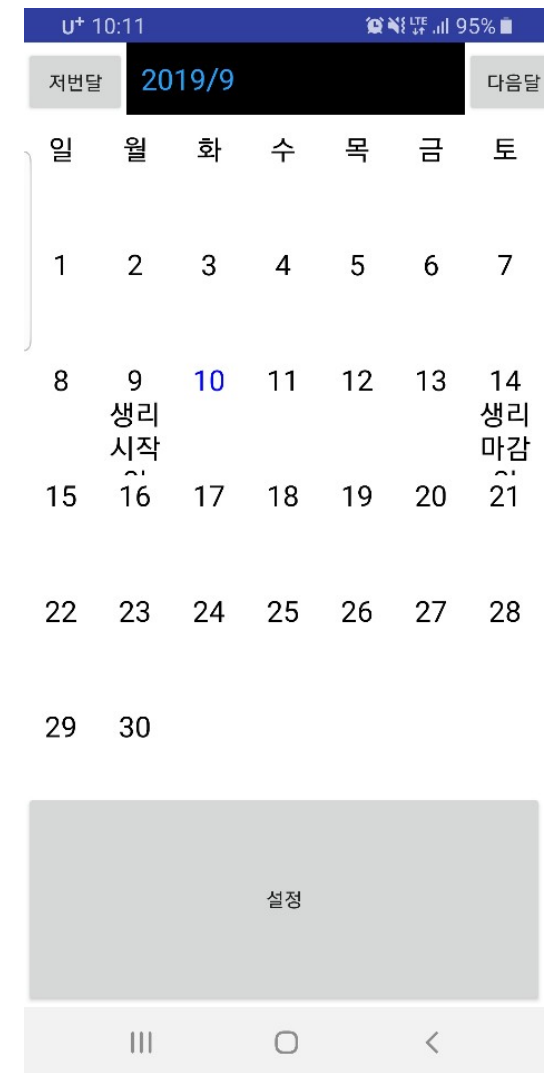 U+ 10:11 LTE 95%
저번달 2019/9 다음달
일 월 화 수 목 금 토
1 2 3 4 5 6 7
8 9 10 11 12 13 14
생리 생리
시작 마감
15 16 17 18 19 20 21
22 23 24 25 26 27 28
29 30
설정